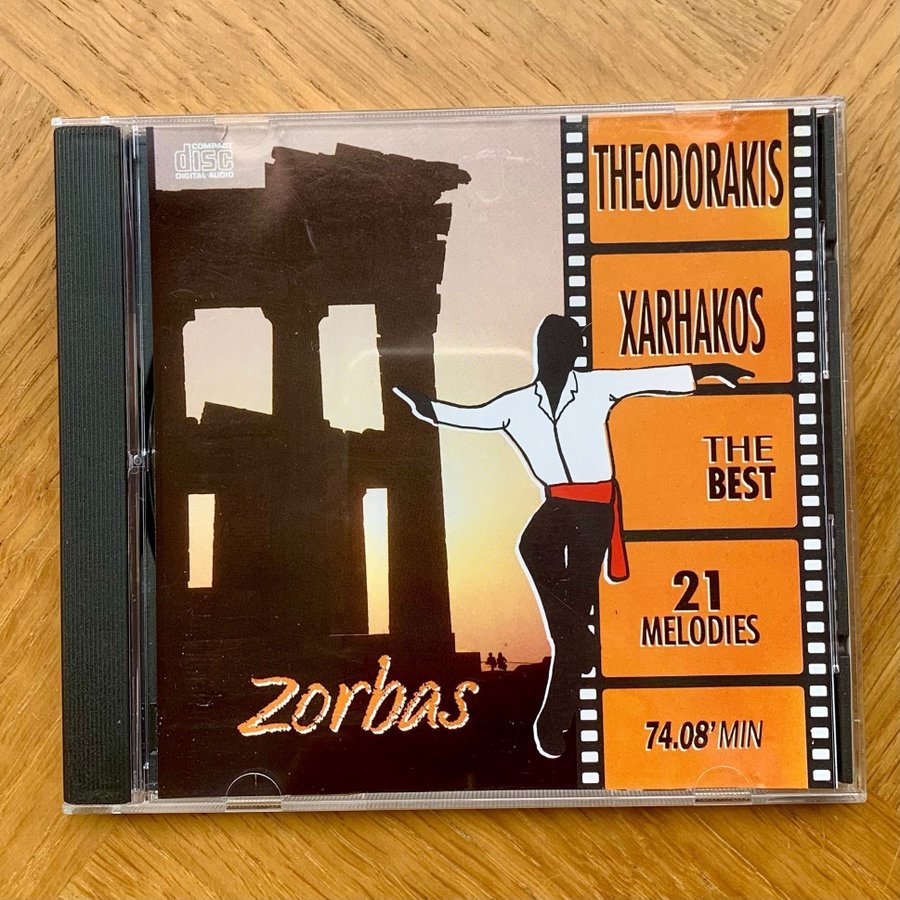 COMPACT
disc
DIGITAL AUDIO
THEODORAKIS
XARHAKOS
THE
BEST
21
MELODIES
74.08' MIN
zorbas